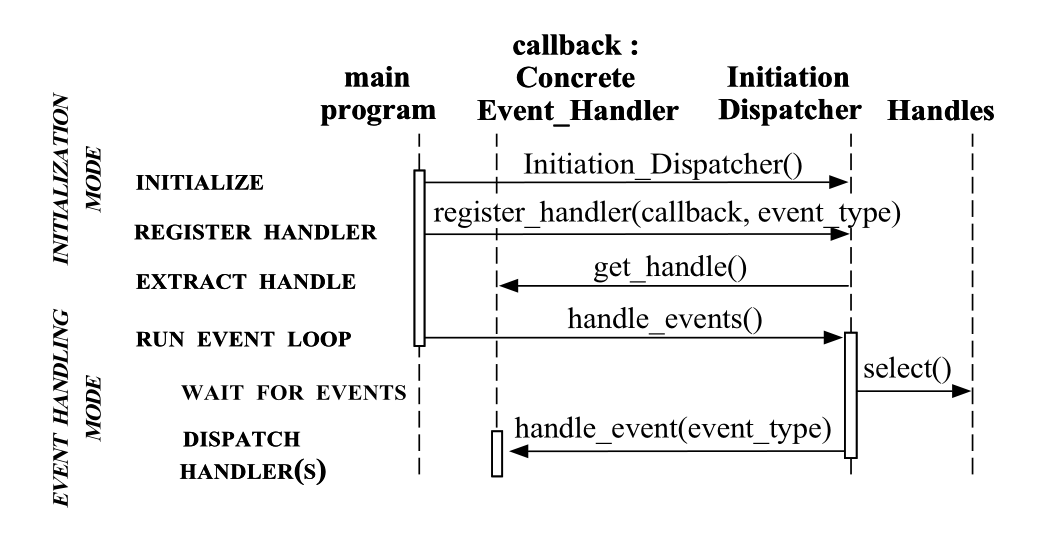 callback :
main Concrete Initiation
program Event_Handler Dispatcher Handles
INITIALIZATION
MODE
INITIALIZE Initiation_Dispatcher()
REGISTER HANDLER register_handler(callback, event_type)
EXTRACT HANDLE get_handle()
EVENT HANDLING
MODE
RUN EVENT LOOP handle_events()
WAIT FOR EVENTS select()
DISPATCH handle_event(event_type)
HANDLER(S)